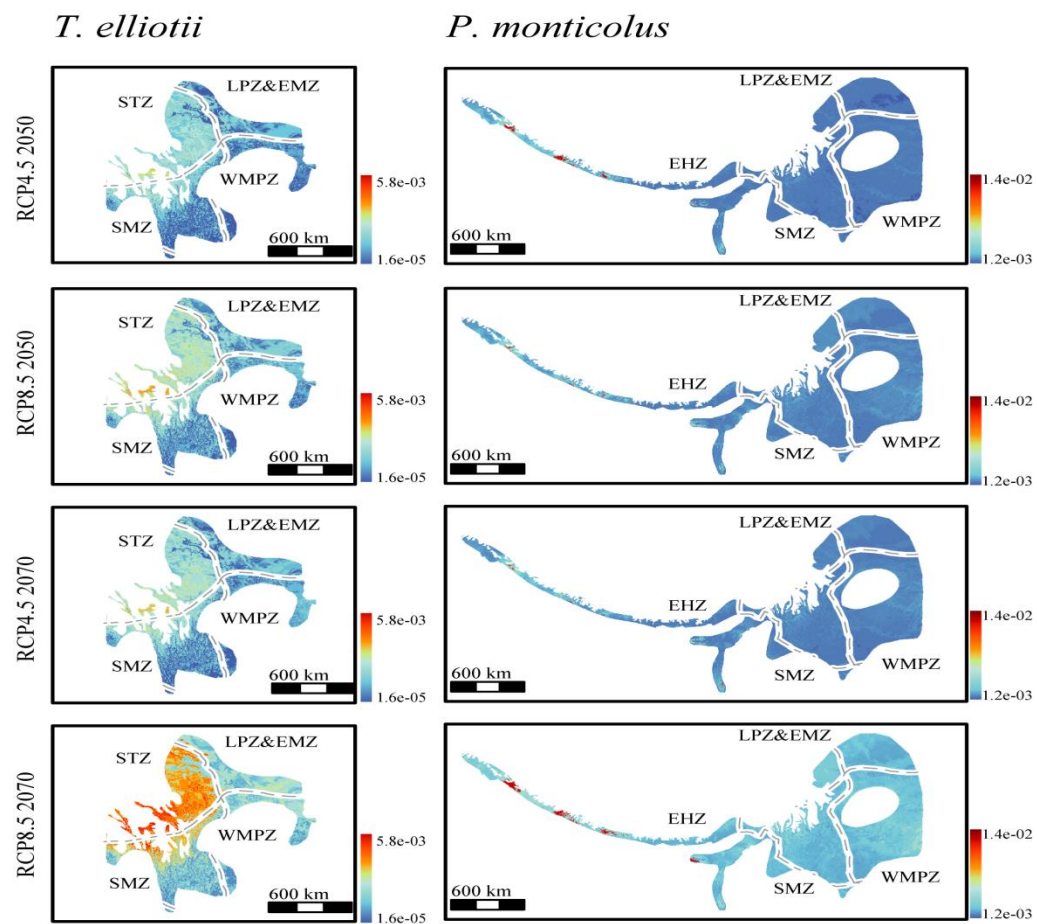 T. elliotii
P. monticolus
RCP4.5 2050
STZ
LPZ&EMZ
WMPZ
SMZ
600 km
5.8e-03
1.6e-05
LPZ&EMZ
EHZ
SMZ
WMPZ
600 km
1.4e-02
1.2e-03
RCP8.5 2050
STZ
LPZ&EMZ
WMPZ
SMZ
600 km
5.8e-03
1.6e-05
LPZ&EMZ
EHZ
SMZ
WMPZ
600 km
1.4e-02
1.2e-03
RCP4.5 2070
STZ
LPZ&EMZ
WMPZ
SMZ
600 km
5.8e-03
1.6e-05
LPZ&EMZ
EHZ
SMZ
WMPZ
600 km
1.4e-02
1.2e-03
RCP8.5 2070
STZ
LPZ&EMZ
WMPZ
SMZ
600 km
5.8e-03
1.6e-05
LPZ&EMZ
EHZ
SMZ
WMPZ
600 km
1.4e-02
1.2e-03